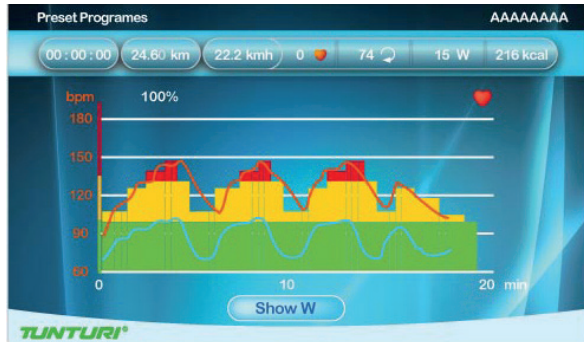 Preset Programes AAAAAAAA
00:00:00 24.60 km 22.2 kmh 0 74 15 W 216 kcal
bpm 100%
180
150
120
90
60
0 10 20 min
Show W
TUNTURI®